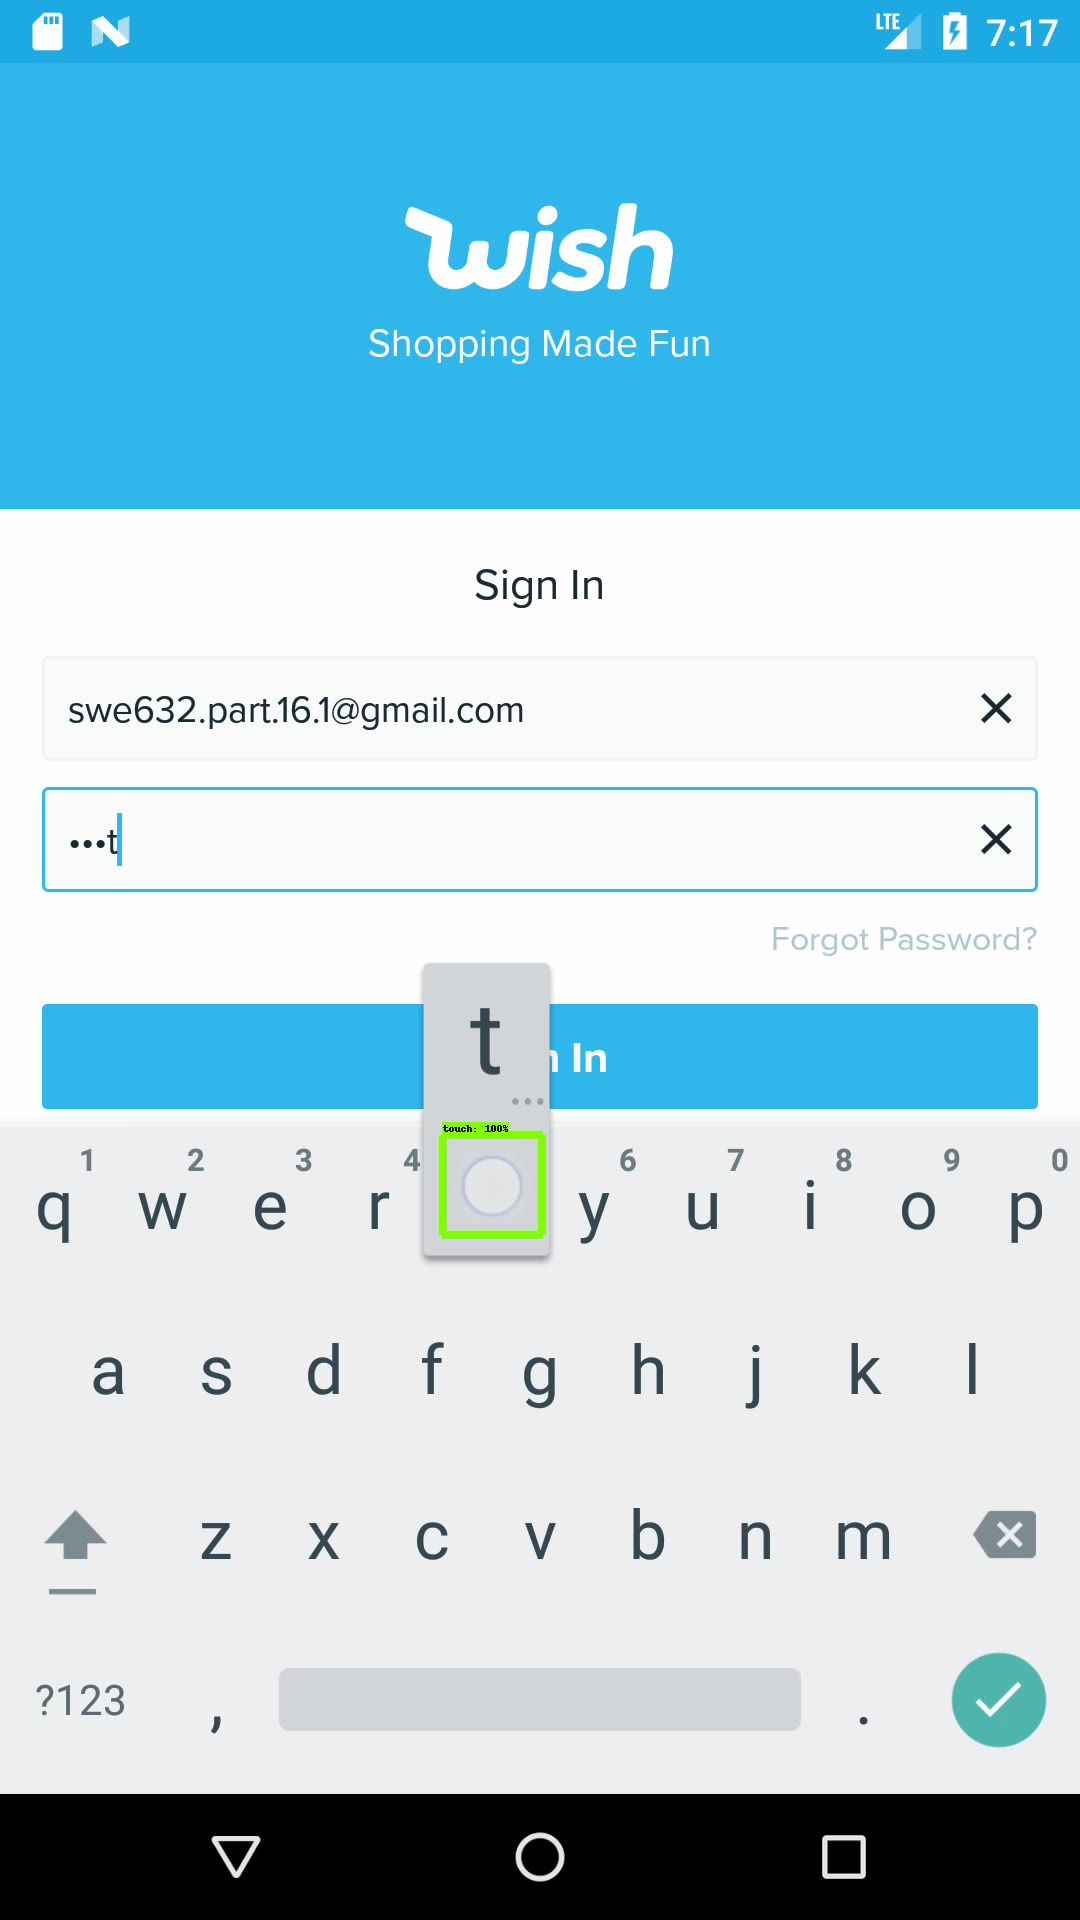 LTE 7:17
wish
Shopping Made Fun
Sign In
swe632.part.16.1@gmail.com
•••t
Forgot Password?
t
n In
...
touch: 100%
1 2 3 4 6 7 8 9 0
q w e r y u i o p
a s d f g h j k l
z x c v b n m
?123 , .